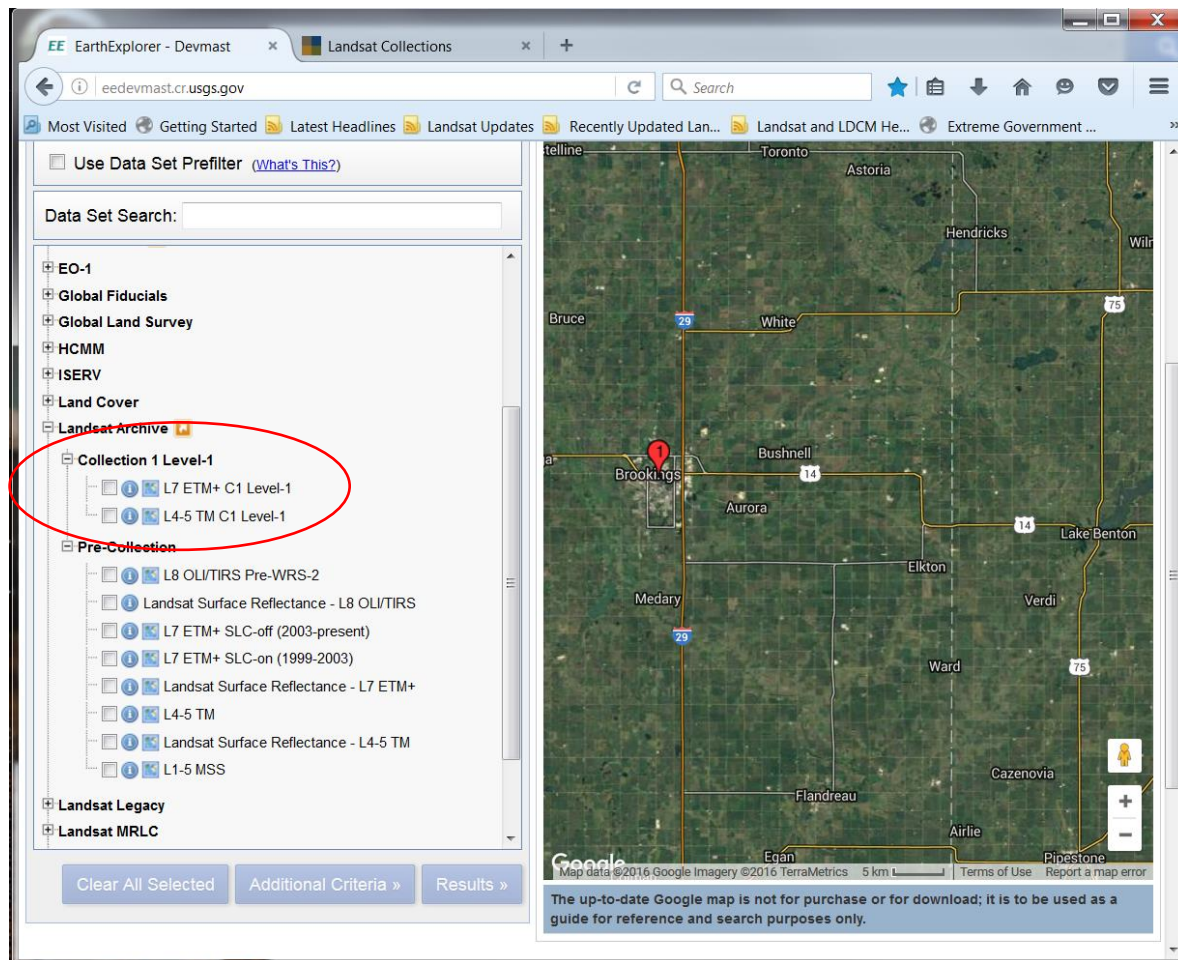 EE EarthExplorer - Devmast × Landsat Collections × +
i eedevmast.cr.usgs.gov Search
Most Visited Getting Started Latest Headlines Landsat Updates Recently Updated Lan... Landsat and LDCM He... Extreme Government ... »
Use Data Set Prefilter (What's This?)
Data Set Search:
EO-1
Global Fiducials
Global Land Survey
HCMM
ISERV
Land Cover
Landsat Archive
Collection 1 Level-1
L7 ETM+ C1 Level-1
L4-5 TM C1 Level-1
Pre-Collection
L8 OLI/TIRS Pre-WRS-2
Landsat Surface Reflectance - L8 OLI/TIRS
L7 ETM+ SLC-off (2003-present)
L7 ETM+ SLC-on (1999-2003)
Landsat Surface Reflectance - L7 ETM+
L4-5 TM
Landsat Surface Reflectance - L4-5 TM
L1-5 MSS
Landsat Legacy
Landsat MRLC
Clear All Selected Additional Criteria » Results »
telline Toronto
Astoria
Hendricks
Wilr
75
Bruce 29 White
1
Bushnell
Brookings 14
Aurora
14
Lake Benton
Elkton
Medary Verdi
29
Ward 75
Cazenovia
Flandreau
+
Airlie
−
Egan Pipestone
Google
Map data ©2016 Google Imagery ©2016 TerraMetrics 5 km Terms of Use Report a map error
The up-to-date Google map is not for purchase or for download; it is to be used as a
guide for reference and search purposes only.